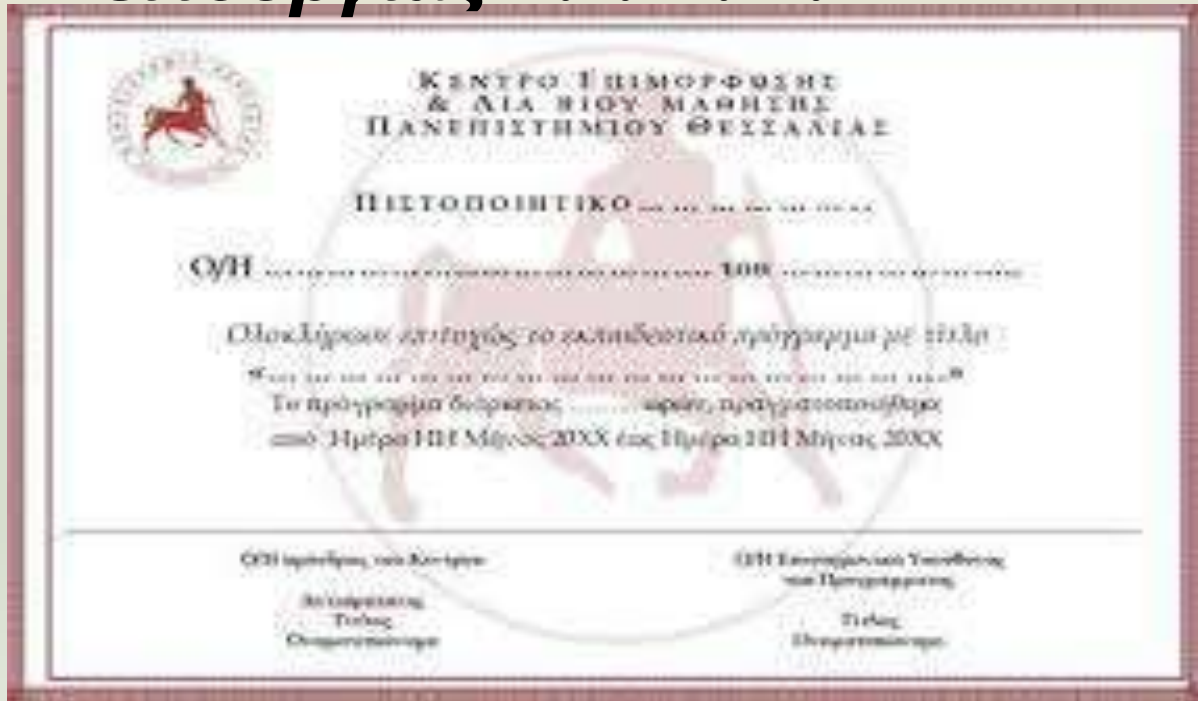 ΚΕΝΤΡΟ ΕΠΙΜΟΡΦΩΣΗΣ
& ΔΙΑ ΒΙΟΥ ΜΑΘΗΣΗΣ
ΠΑΝΕΠΙΣΤΗΜΙΟΥ ΘΕΣΣΑΛΙΑΣ
ΠΙΣΤΟΠΟΙΗΤΙΚΟ ... ... ... ... ... ...
Ο/Η ........................................ του ........................
Ολοκλήρωσε επιτυχώς το εκπαιδευτικό πρόγραμμα με τίτλο
«... ... ... ... ... ... ... ... ... ... ... ... ... ... ... ... ... ... ...»
Το πρόγραμμα διάρκειας ......... ωρών, πραγματοποιήθηκε
από Ημέρα ΗΗ Μήνας 20ΧΧ έως Ημέρα ΗΗ Μήνας 20ΧΧ
Ο/Η πρόεδρος του Κέντρου
Ο/Η Επιστημονικά Υπεύθυνος
του Προγράμματος
Τίτλος
Ονοματεπώνυμο
Τίτλος
Ονοματεπώνυμο